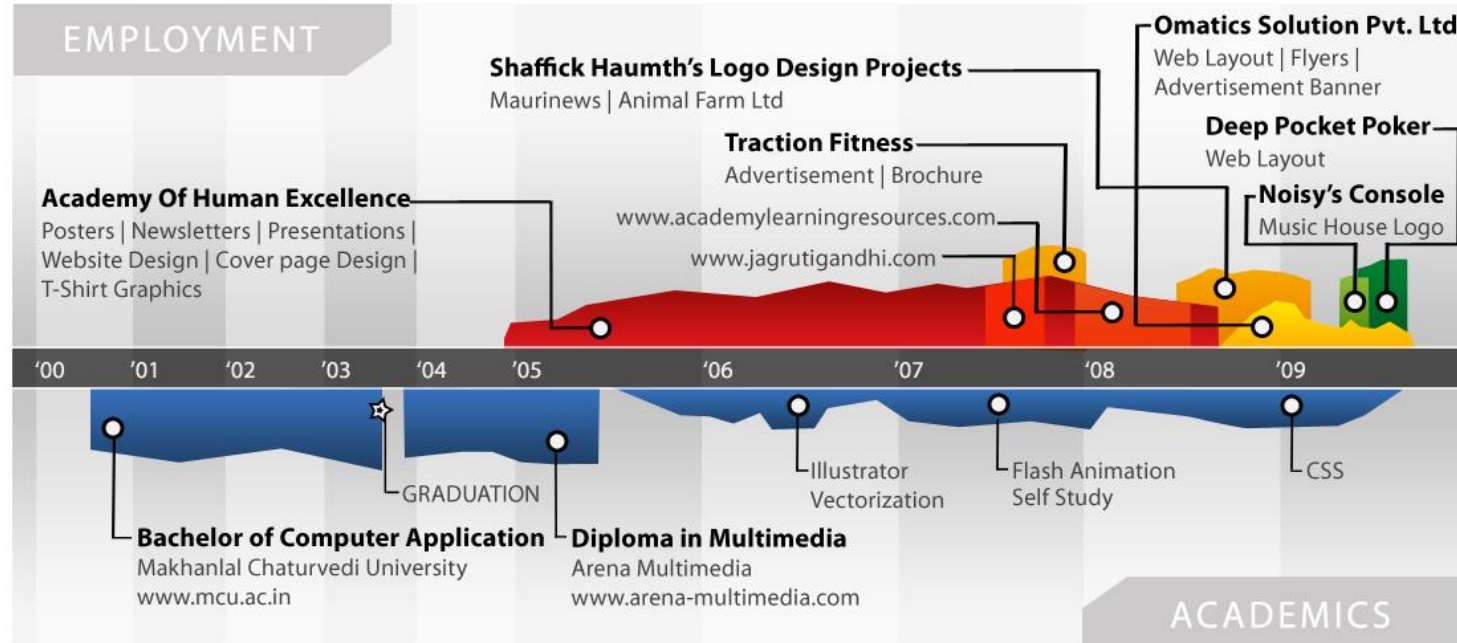 EMPLOYMENT
Omatics Solution Pvt. Ltd
Web Layout | Flyers |
Advertisement Banner
Shaffick Haumth's Logo Design Projects
Maurinews | Animal Farm Ltd
Deep Pocket Poker
Web Layout
Traction Fitness
Advertisement | Brochure
Noisy's Console
Music House Logo
Academy Of Human Excellence
Posters | Newsletters | Presentations |
Website Design | Cover page Design |
T-Shirt Graphics
www.academylearningresources.com
www.jagrutigandhi.com
'00 '01 '02 '03 '04 '05 '06 '07 '08 '09
GRADUATION
Illustrator
Vectorization
Flash Animation
Self Study
CSS
Bachelor of Computer Application
Makhanlal Chaturvedi University
www.mcu.ac.in
Diploma in Multimedia
Arena Multimedia
www.arena-multimedia.com
ACADEMICS